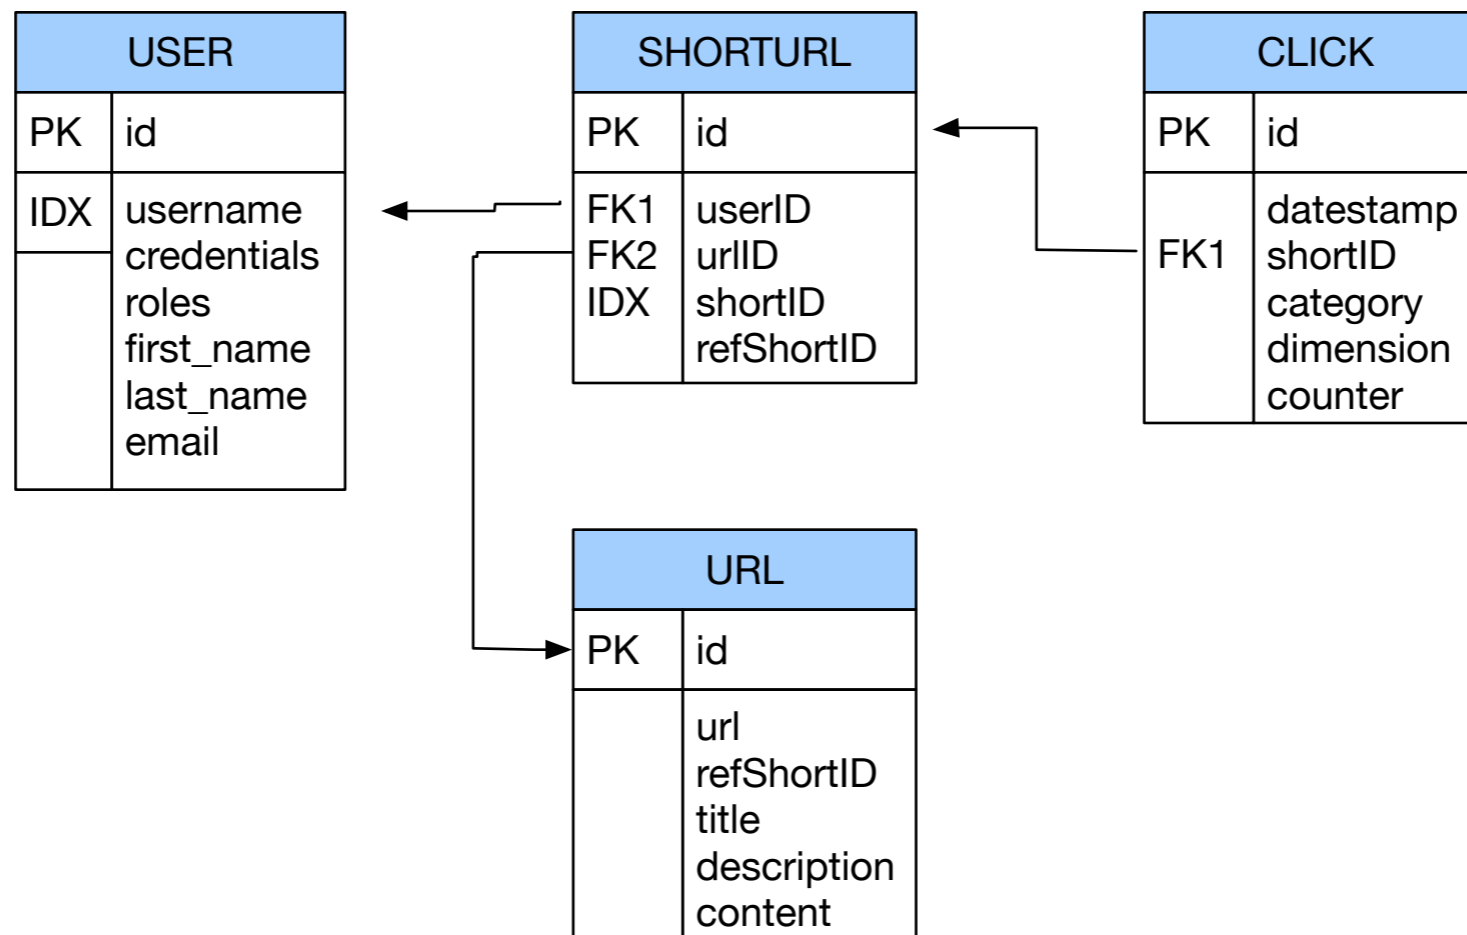 USER
PK id
IDX username
credentials
roles
first_name
last_name
email
SHORTURL
PK id
FK1 userID
FK2 urlID
IDX shortID
refShortID
CLICK
PK id
datestamp
FK1 shortID
category
dimension
counter
URL
PK id
url
refShortID
title
description
content